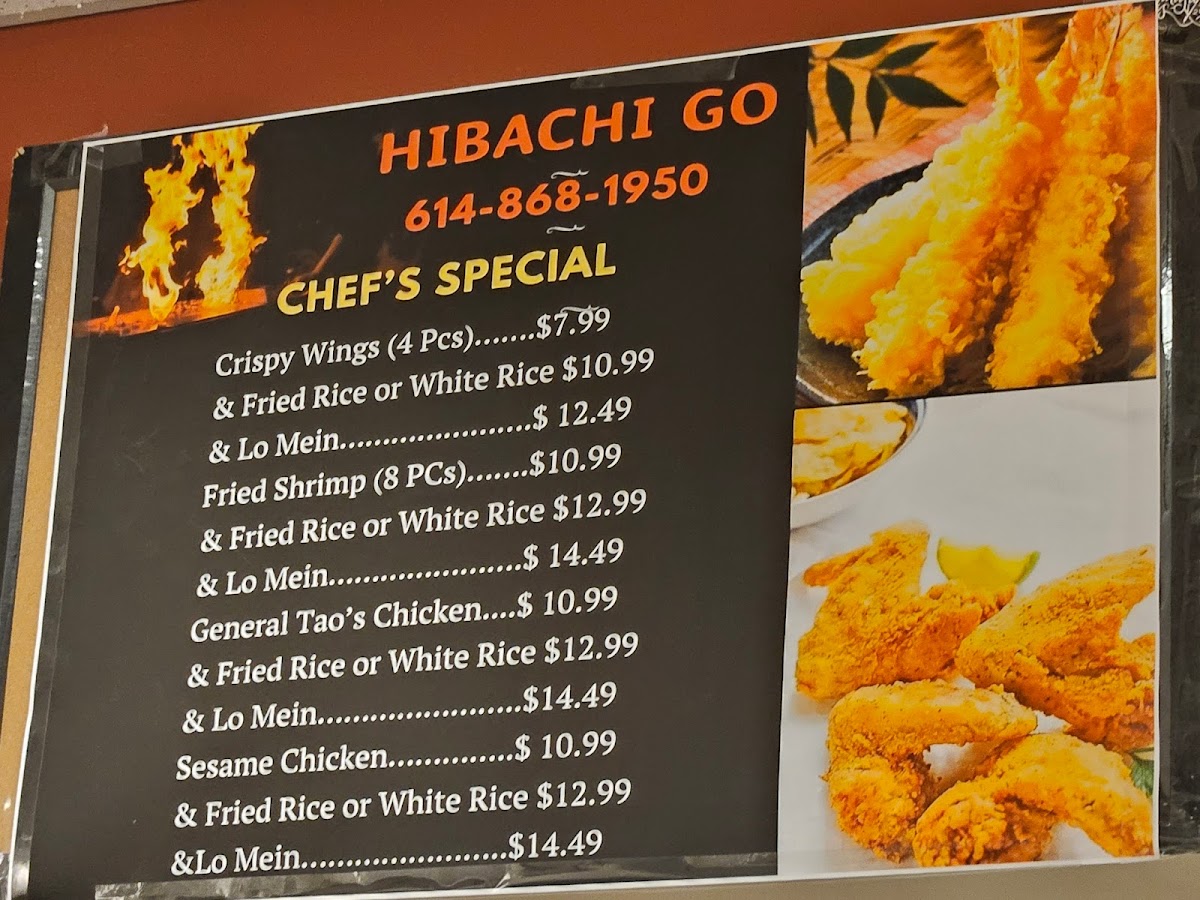 HIBACHI GO
614-868-1950
CHEF'S SPECIAL
Crispy Wings (4 Pcs).......$7.99
& Fried Rice or White Rice $10.99
& Lo Mein......................$ 12.49
Fried Shrimp (8 PCs).......$10.99
& Fried Rice or White Rice $12.99
& Lo Mein.......................$ 14.49
General Tao's Chicken....$ 10.99
& Fried Rice or White Rice $12.99
& Lo Mein........................$14.49
Sesame Chicken...............$ 10.99
& Fried Rice or White Rice $12.99
&Lo Mein........................$14.49